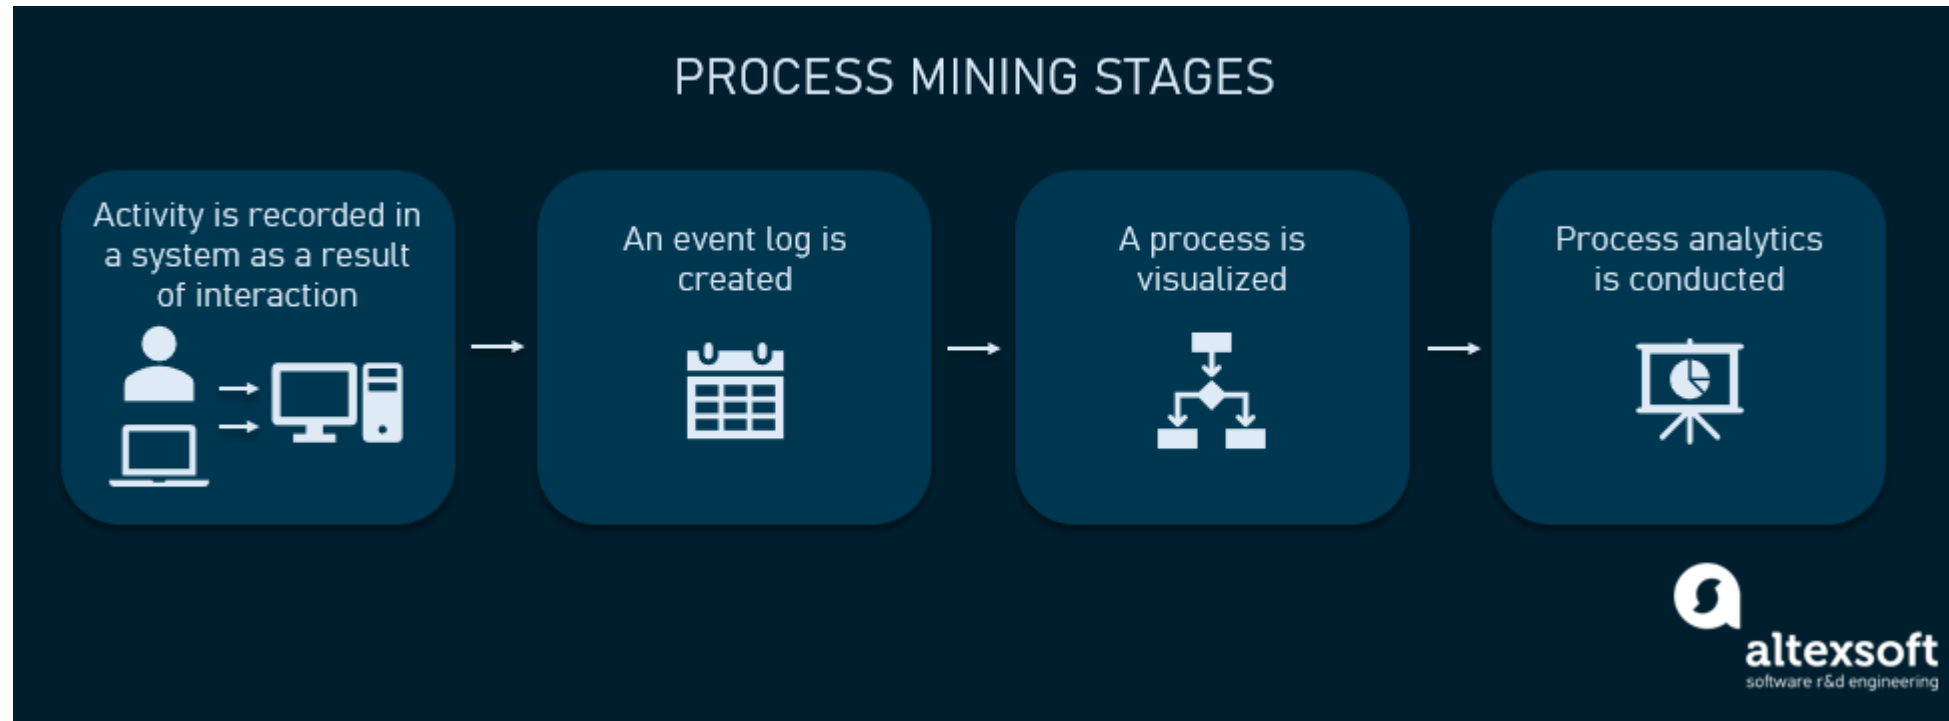 PROCESS MINING STAGES
Activity is recorded in
a system as a result
of interaction
An event log is
created
A process is
visualized
Process analytics
is conducted
altexsoft
software r&d engineering